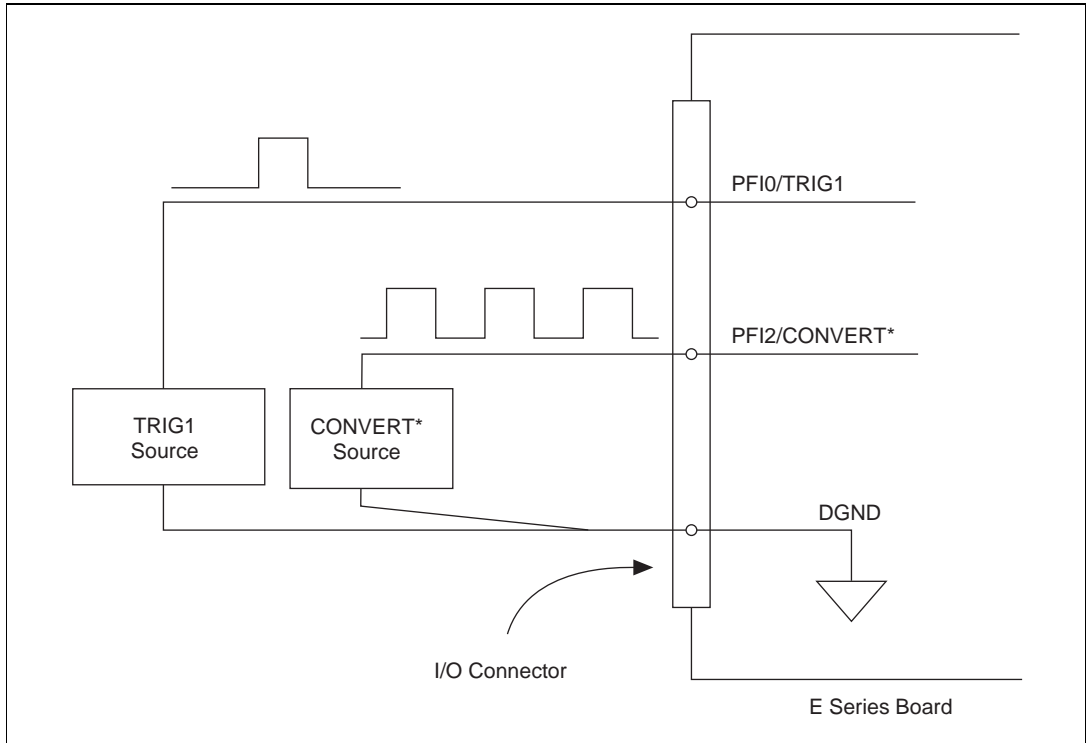 PFI0/TRIG1
PFI2/CONVERT*
TRIG1
Source
CONVERT*
Source
DGND
I/O Connector
E Series Board